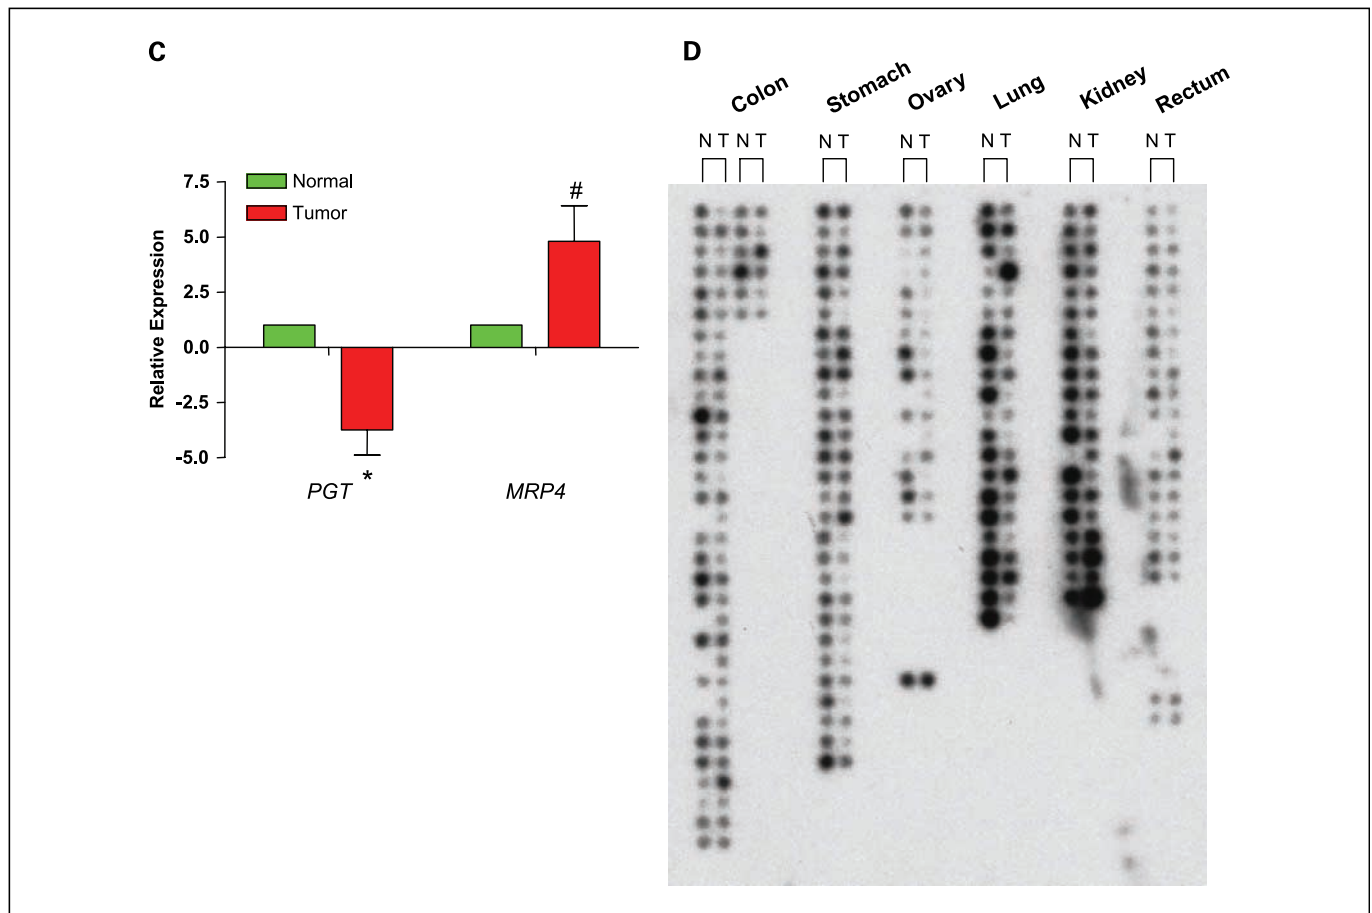 C
Normal
Tumor
Relative Expression
7.5
5.0
2.5
0.0
-2.5
-5.0
#
*
PGT
MRP4
D
Colon
Stomach
Ovary
Lung
Kidney
Rectum
N T N T N T N T N T N T N T